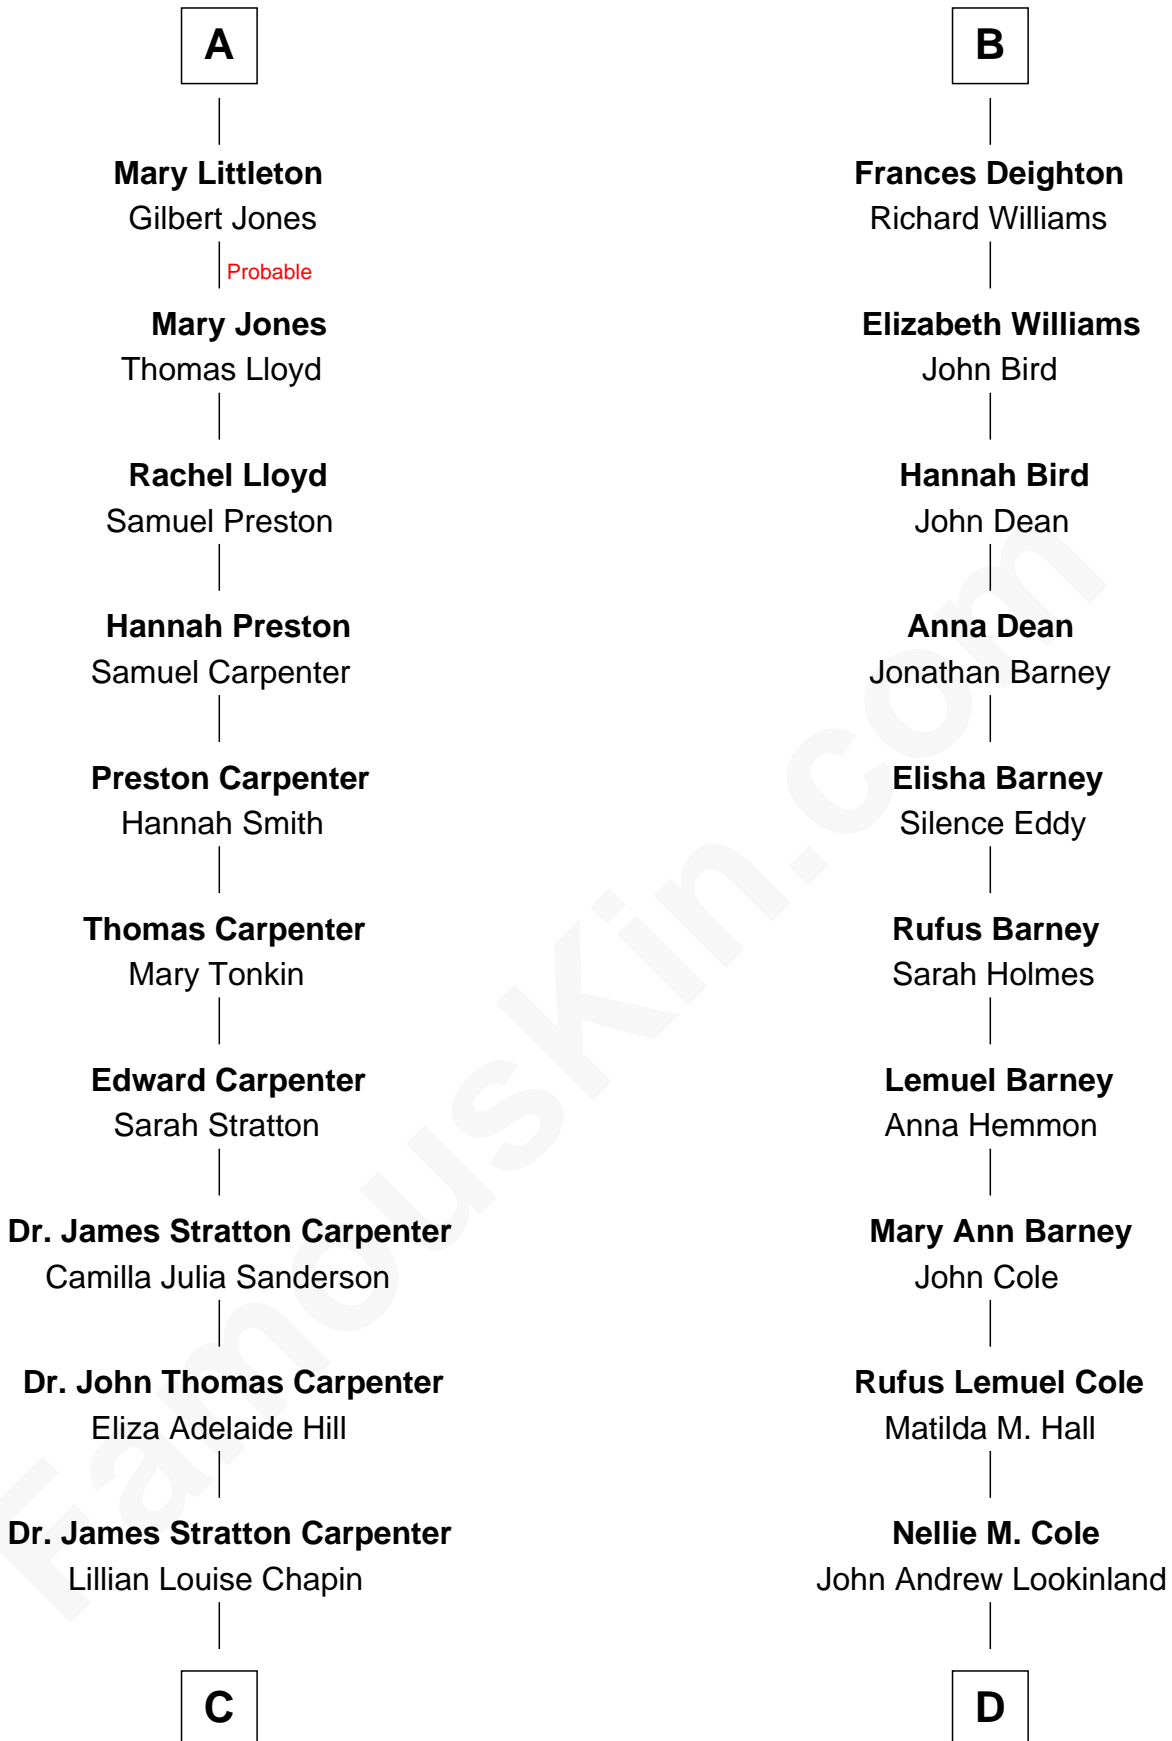 A
Mary Littleton
Gilbert Jones
Probable
Mary Jones
Thomas Lloyd
Rachel Lloyd
Samuel Preston
Hannah Preston
Samuel Carpenter
Preston Carpenter
Hannah Smith
Thomas Carpenter
Mary Tonkin
Edward Carpenter
Sarah Stratton
Dr. James Stratton Carpenter
Camilla Julia Sanderson
Dr. John Thomas Carpenter
Eliza Adelaide Hill
Dr. James Stratton Carpenter
Lillian Louise Chapin
C
B
Frances Deighton
Richard Williams
Elizabeth Williams
John Bird
Hannah Bird
John Dean
Anna Dean
Jonathan Barney
Elisha Barney
Silence Eddy
Rufus Barney
Sarah Holmes
Lemuel Barney
Anna Hemmon
Mary Ann Barney
John Cole
Rufus Lemuel Cole
Matilda M. Hall
Nellie M. Cole
John Andrew Lookinland
D
FamousKin.com